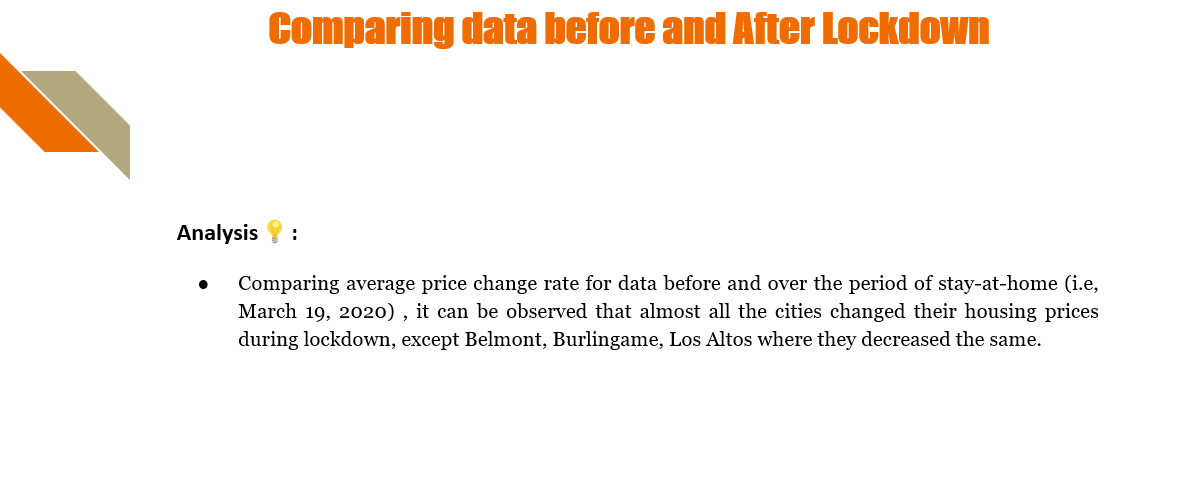 Comparing data before and After Lockdown
Analysis 💡 :
● Comparing average price change rate for data before and over the period of stay-at-home (i.e,
March 19, 2020) , it can be observed that almost all the cities changed their housing prices
during lockdown, except Belmont, Burlingame, Los Altos where they decreased the same.